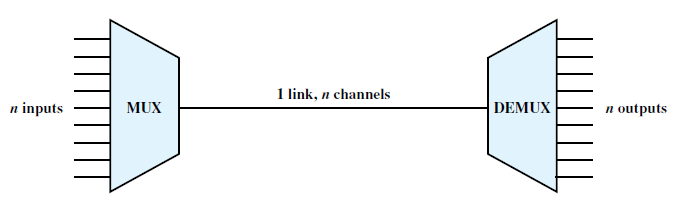 n inputs
MUX
1 link, n channels
DEMUX
n outputs